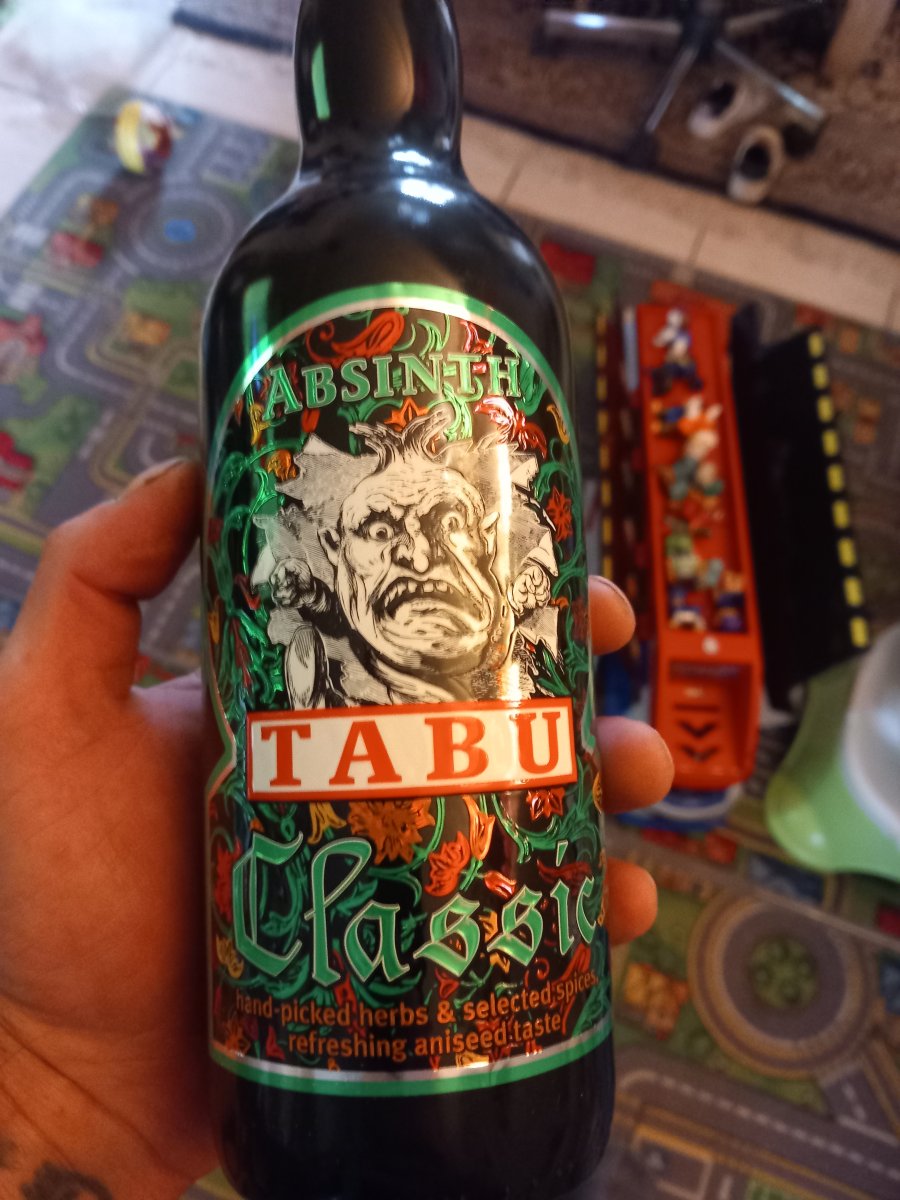 ABSINTH
TABU
Classic
hand-picked herbs & selected spices,
refreshing aniseed taste